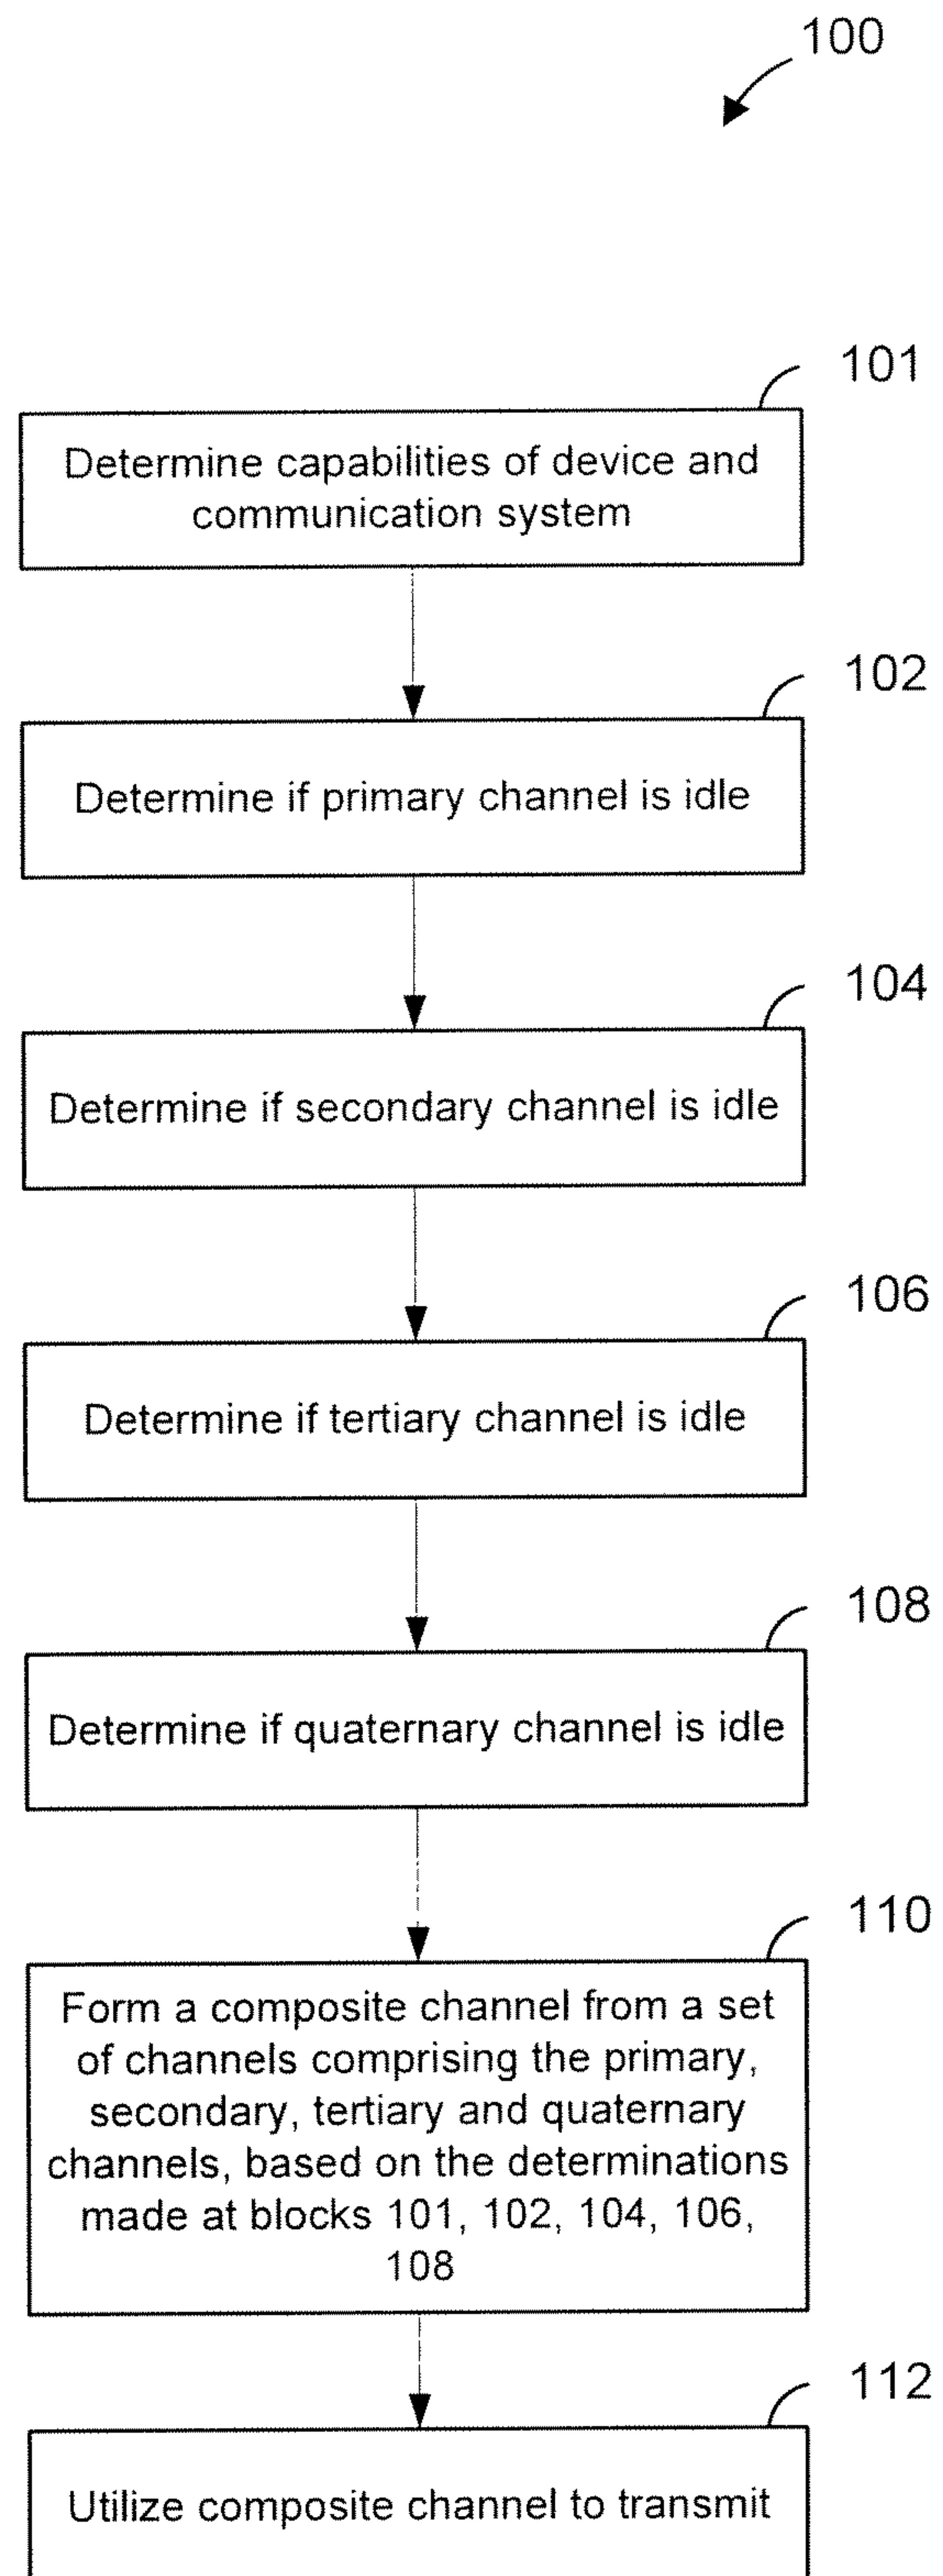 100
101
Determine capabilities of device and
communication system
102
Determine if primary channel is idle
104
Determine if secondary channel is idle
106
Determine if tertiary channel is idle
108
Determine if quaternary channel is idle
110
Form a composite channel from a set
of channels comprising the primary,
secondary, tertiary and quaternary
channels, based on the determinations
made at blocks 101, 102, 104, 106,
108
112
Utilize composite channel to transmit